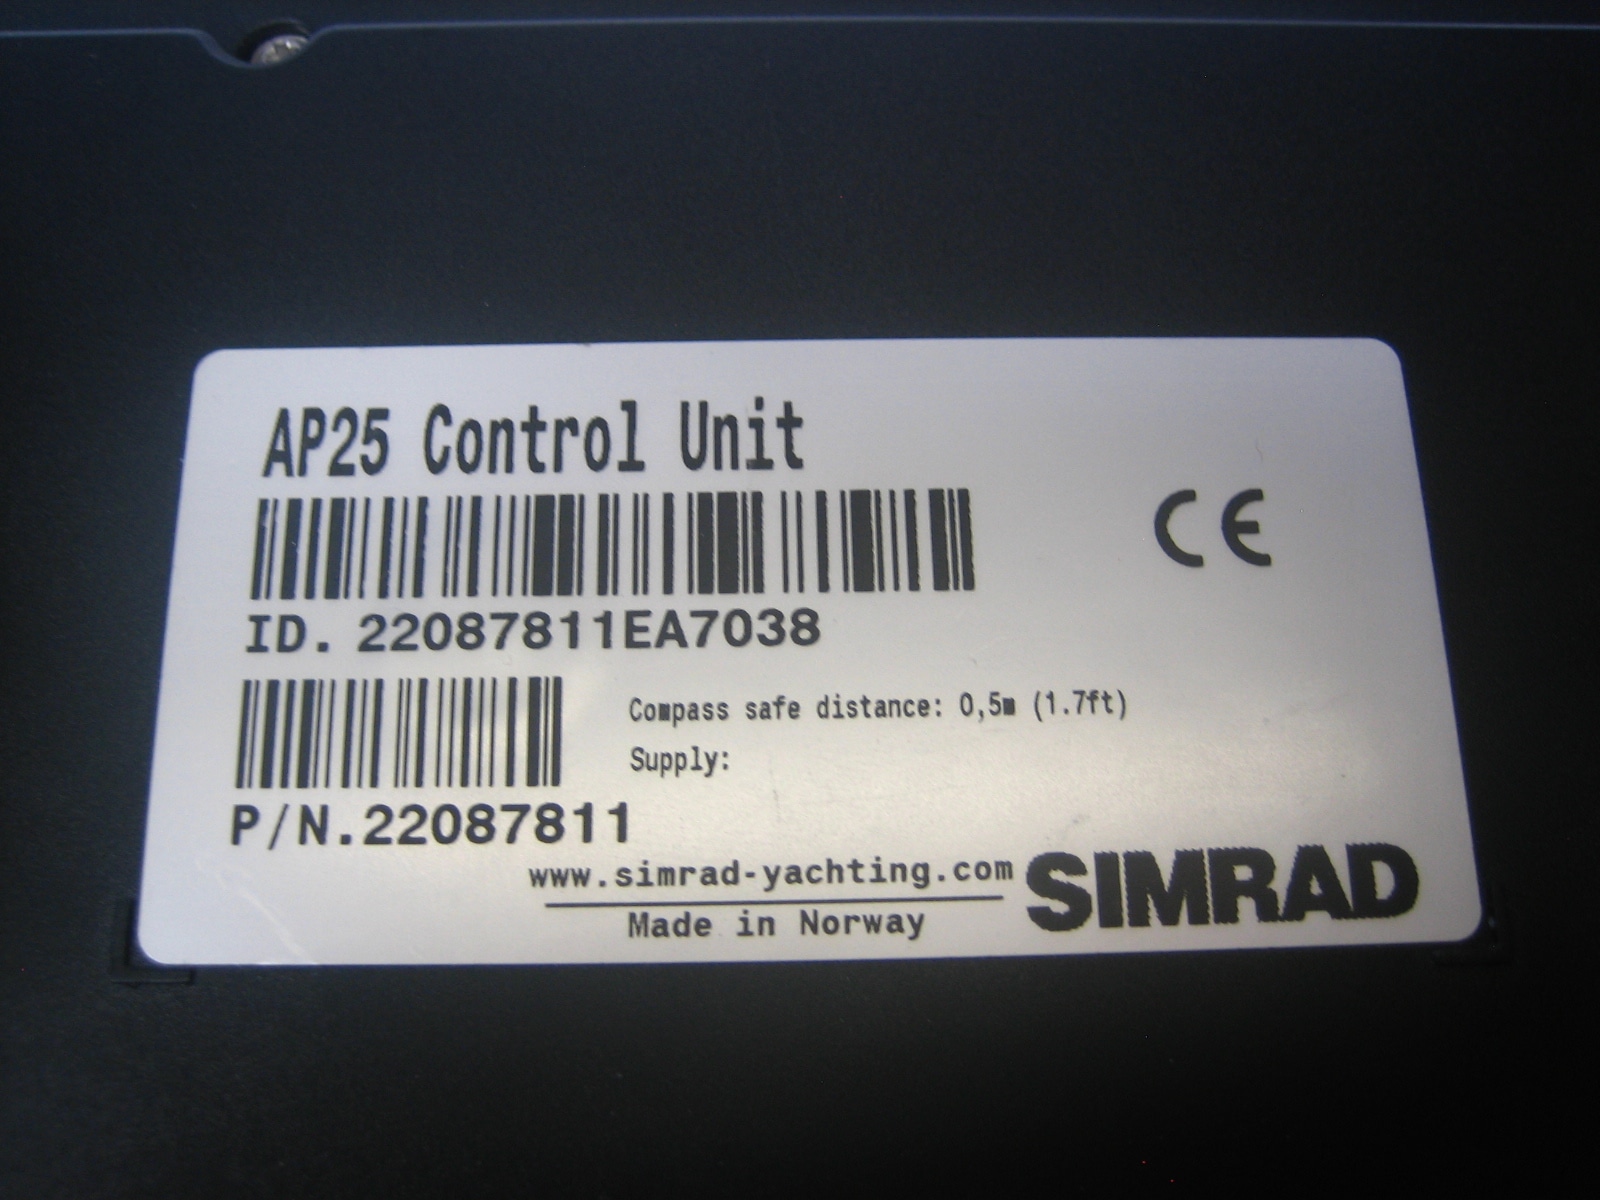 AP25 Control Unit
CE
ID. 22087811EA7038
Compass safe distance: 0,5m (1.7ft)
Supply:
P/N.22087811
www.simrad-yachting.com
Made in Norway
SIMRAD